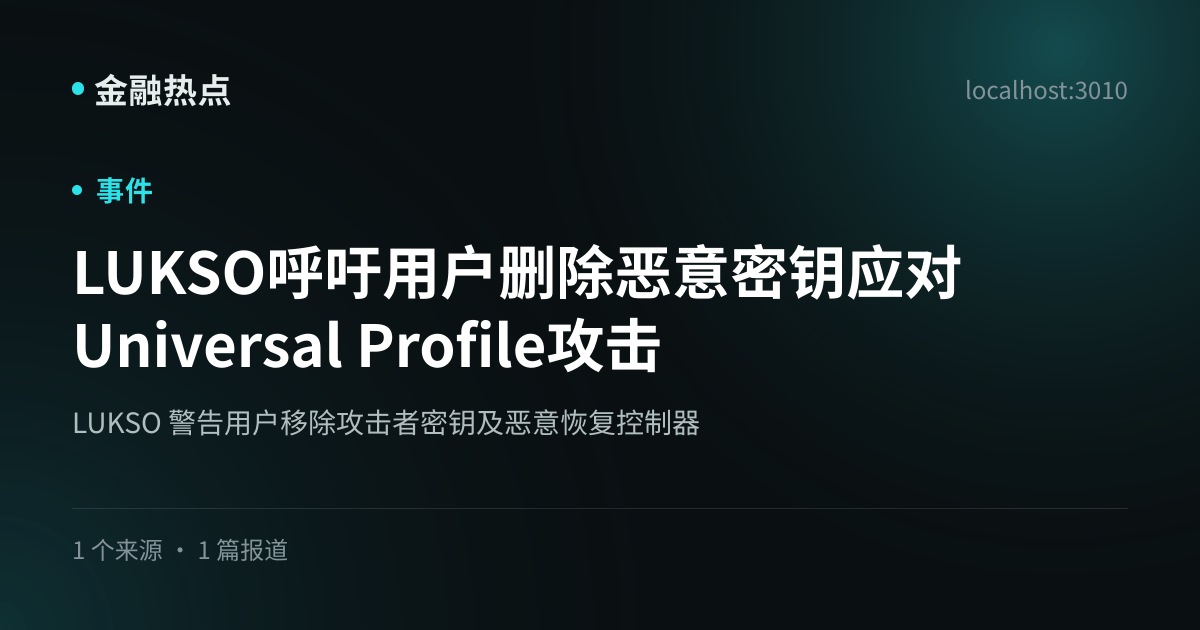 金融热点
localhost:3010
事件
LUKSO呼吁用户删除恶意密钥应对
Universal Profile攻击
LUKSO 警告用户移除攻击者密钥及恶意恢复控制器
1 个来源 · 1 篇报道